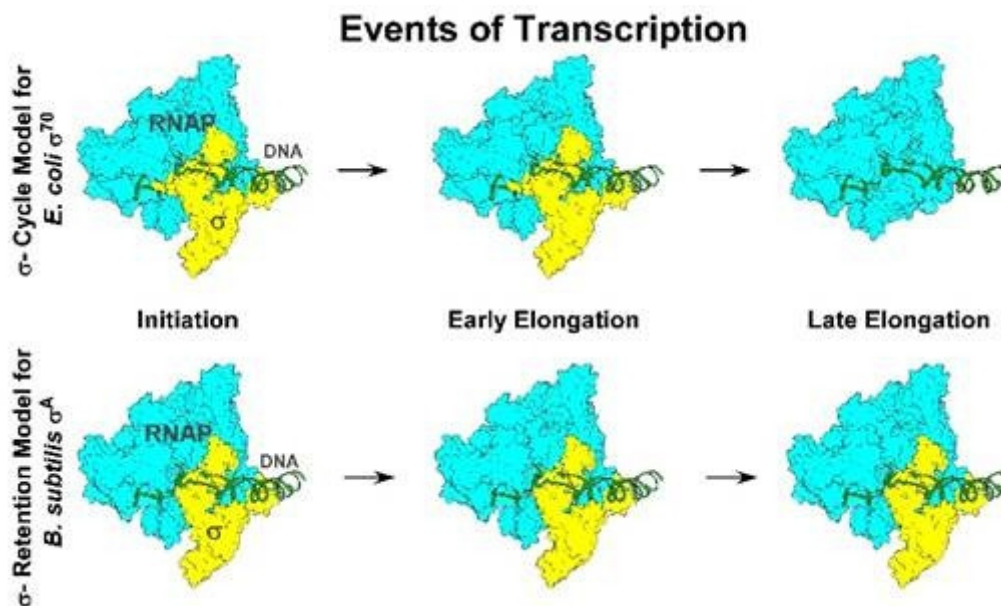 Events of Transcription
σ- Cycle Model for
E. coli σ70
RNAP
DNA
σ
Initiation
Early Elongation
Late Elongation
σ- Retention Model for
B. subtilis σA
RNAP
DNA
σ